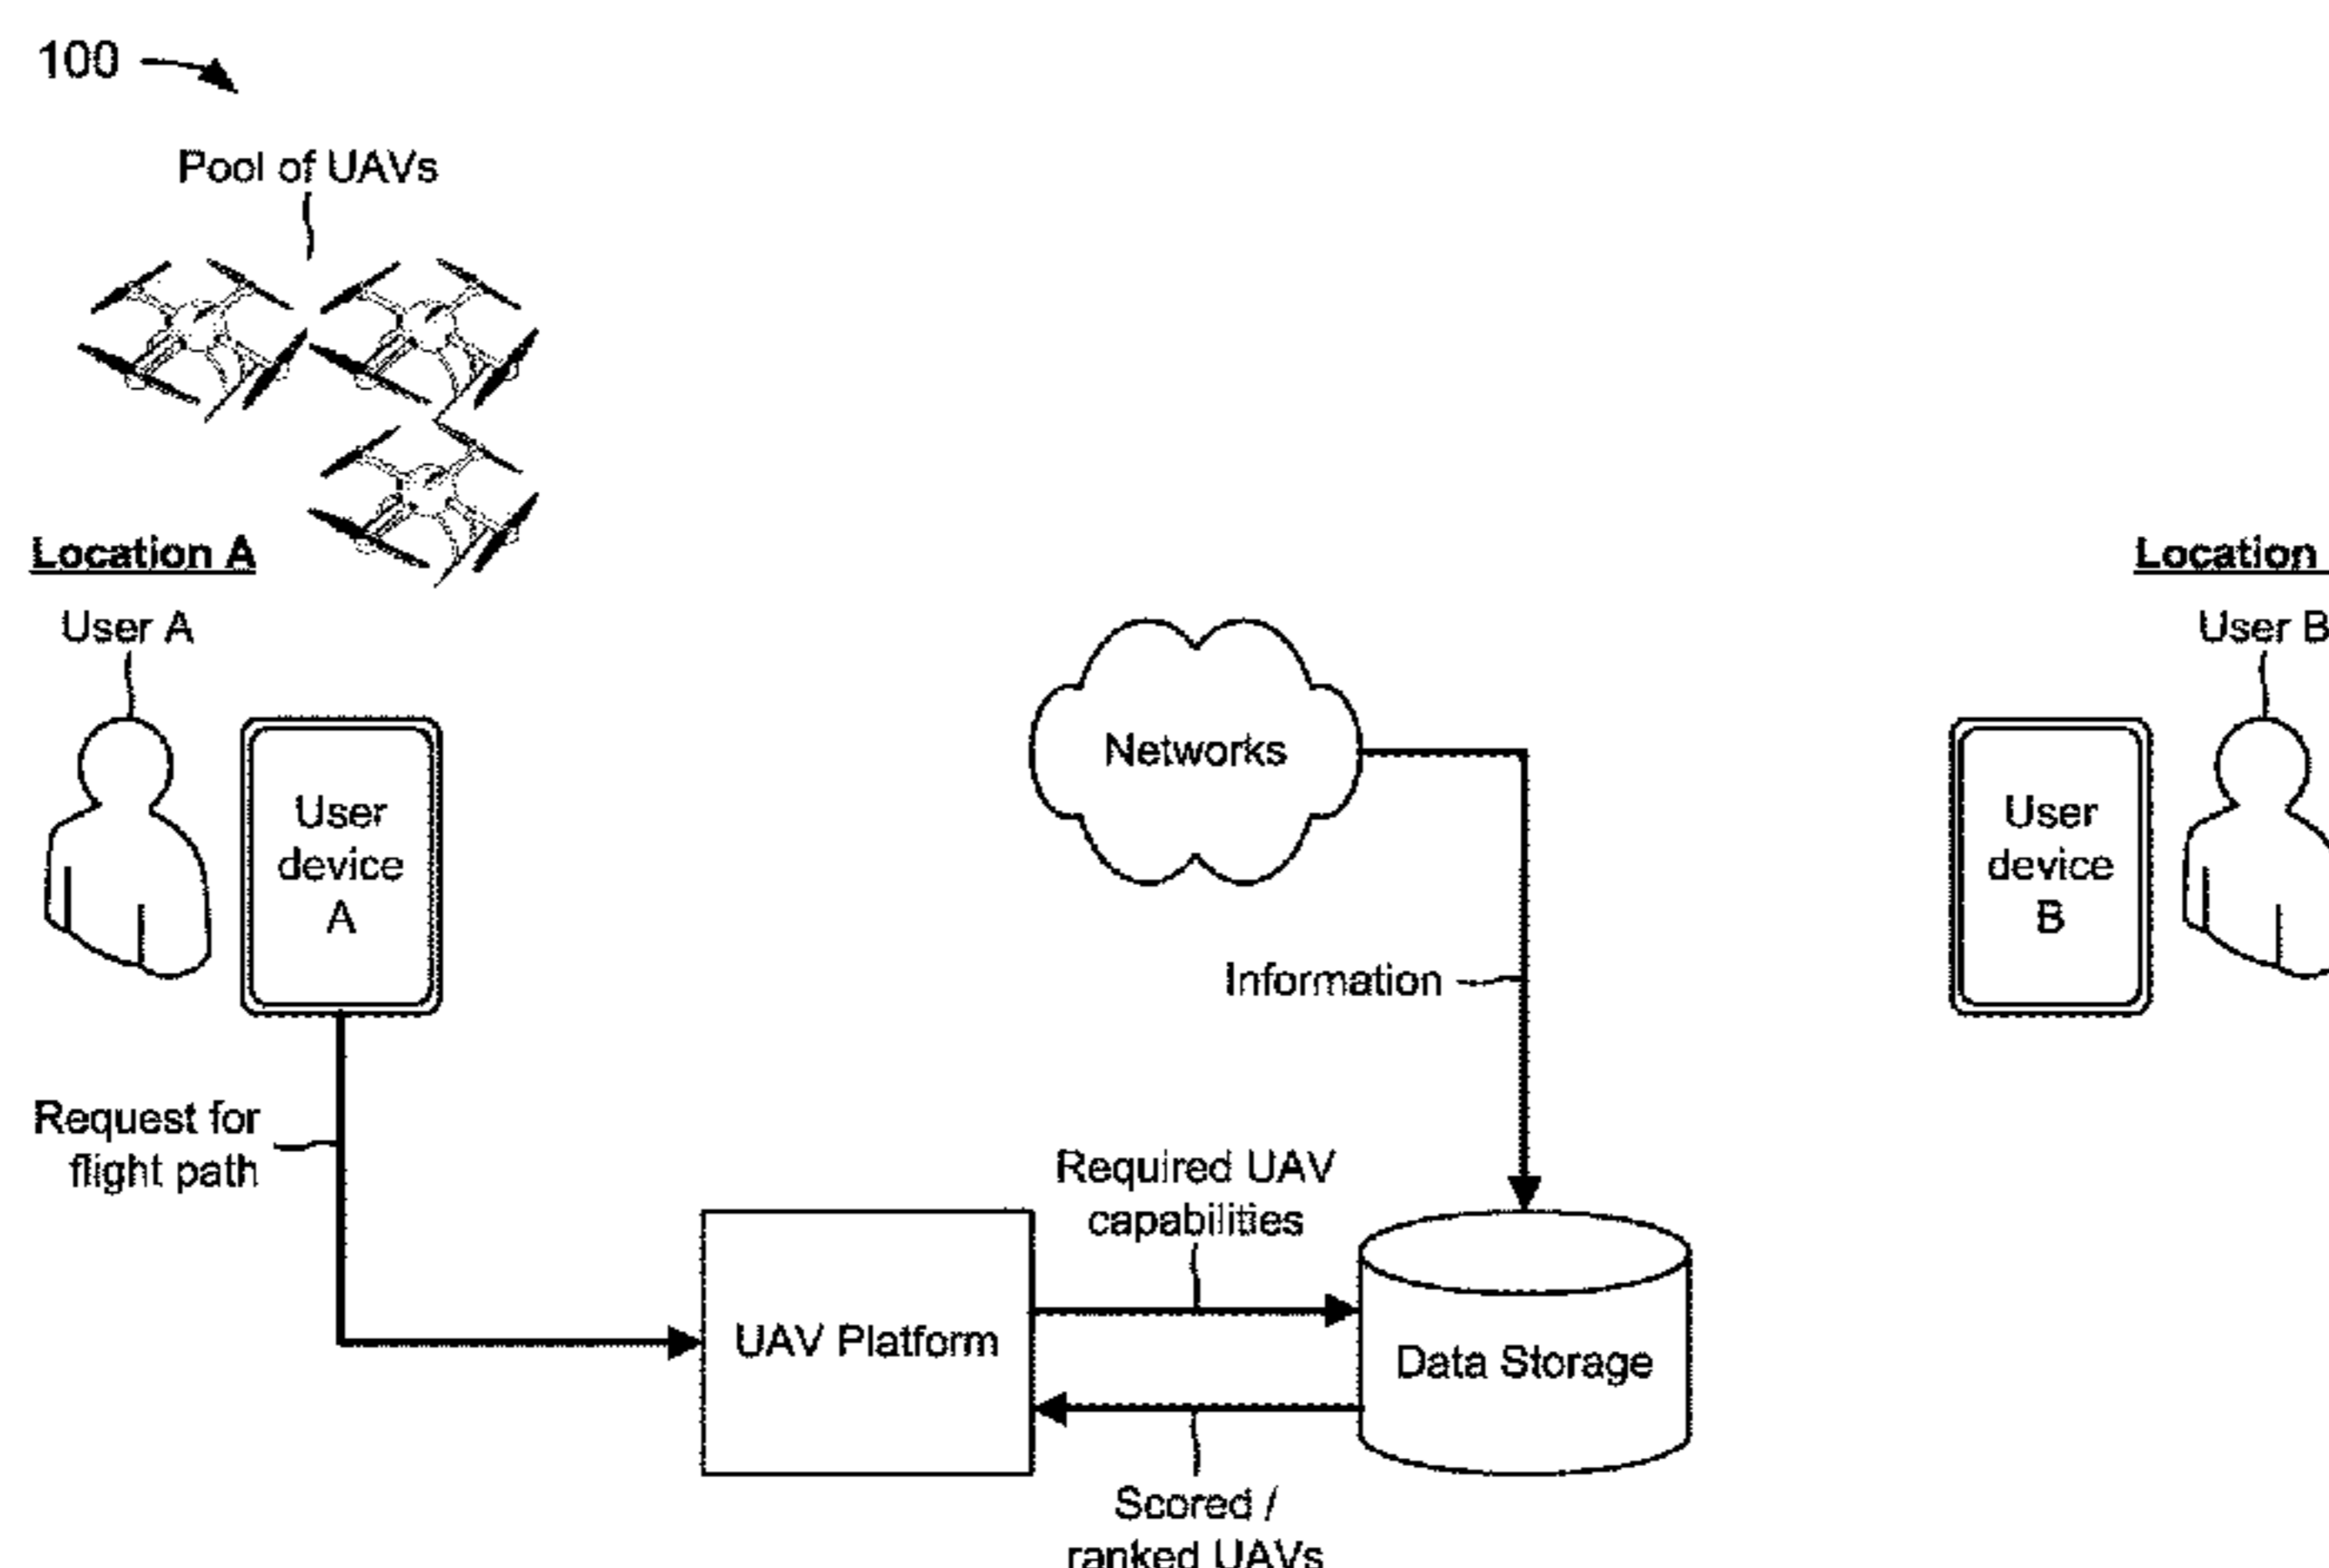 100
Pool of UAVs
Location A
Location
User A
User B
Networks
User
device
A
User
device
B
Information
Request for
flight path
Required UAV
capabilities
UAV Platform
Data Storage
Scored /
ranked UAVs